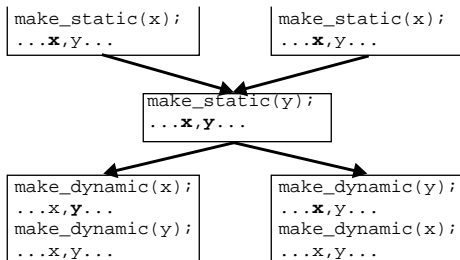 make_static(x);
...x,y...
make_static(x);
...x,y...
make_static(y);
...x,y...
make_dynamic(x);
...x,y...
make_dynamic(y);
...x,y...
make_dynamic(y);
...x,y...
make_dynamic(x);
...x,y...